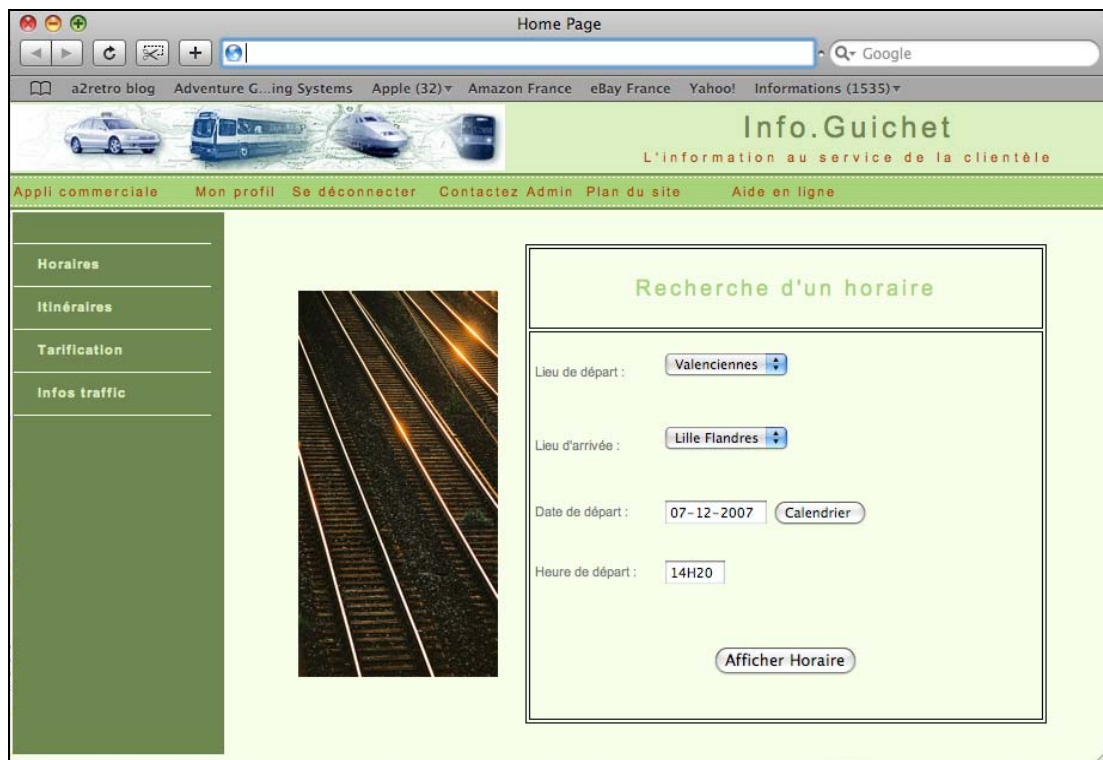 Home Page
Google
a2retro blog Adventure G...ing Systems Apple (32) Amazon France eBay France Yahoo! Informations (1535)
Info.Guichet
L'information au service de la clientèle
Appli commerciale Mon profil Se déconnecter Contactez Admin Plan du site Aide en ligne
Horaires
Itinéraires
Tarification
Infos traffic
Recherche d'un horaire
Lieu de départ : Valenciennes
Lieu d'arrivée : Lille Flandres
Date de départ : 07-12-2007 Calendrier
Heure de départ : 14H20
Afficher Horaire